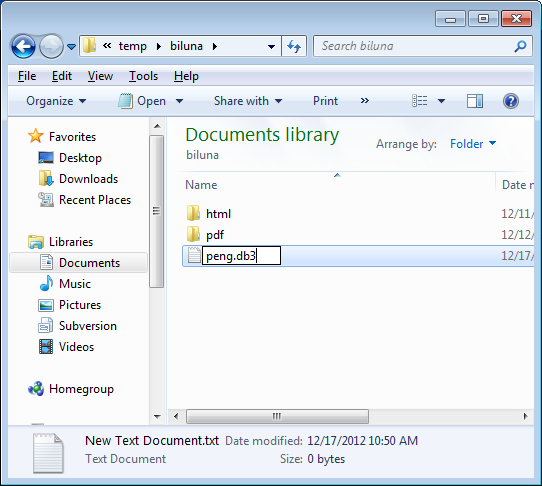 temp biluna Search biluna
File Edit View Tools Help
Organize Open Share with Print
Favorites
Desktop
Downloads
Recent Places
Libraries
Documents
Music
Pictures
Subversion
Videos
Homegroup
Documents library
biluna
Arrange by: Folder
Name Date m
html 12/11/
pdf 12/12/
peng.db3 12/17/
New Text Document.txt Date modified: 12/17/2012 10:50 AM
Text Document Size: 0 bytes